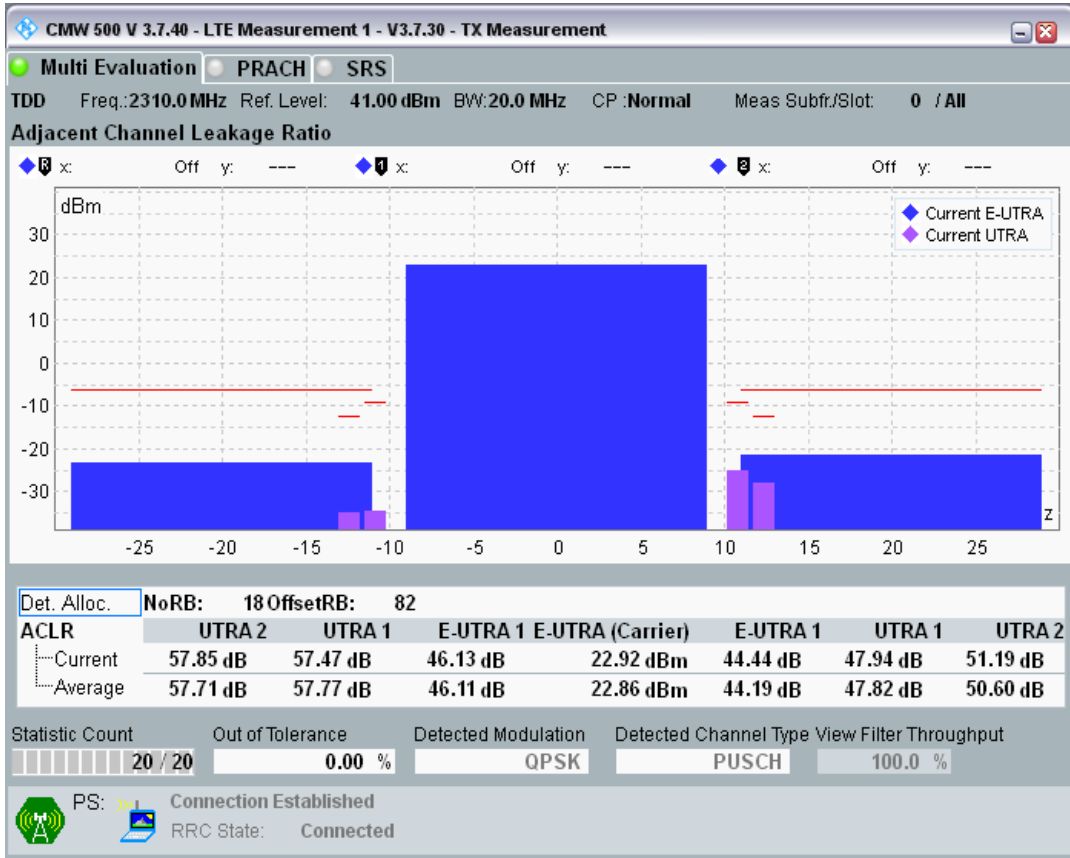 CMW 500 V 3.7.40 - LTE Measurement 1 - V3.7.30 - TX Measurement
Multi Evaluation PRACH SRS
TDD Freq.:2310.0 MHz Ref. Level: 41.00 dBm BW:20.0 MHz CP :Normal Meas Subfr./Slot: 0 / All
Adjacent Channel Leakage Ratio
R x: Off y: --- 1 x: Off y: --- 2 x: Off y: ---
dBm
Current E-UTRA
Current UTRA
30
20
10
0
-10
-20
-30
z
-25 -20 -15 -10 -5 0 5 10 15 20 25
Det. Alloc. NoRB: 18 OffsetRB: 82
ACLR UTRA 2 UTRA 1 E-UTRA 1 E-UTRA (Carrier) E-UTRA 1 UTRA 1 UTRA 2
Current 57.85 dB 57.47 dB 46.13 dB 22.92 dBm 44.44 dB 47.94 dB 51.19 dB
Average 57.71 dB 57.77 dB 46.11 dB 22.86 dBm 44.19 dB 47.82 dB 50.60 dB
Statistic Count Out of Tolerance Detected Modulation Detected Channel Type View Filter Throughput
20 / 20 0.00 % QPSK PUSCH 100.0 %
PS: Connection Established
RRC State: Connected